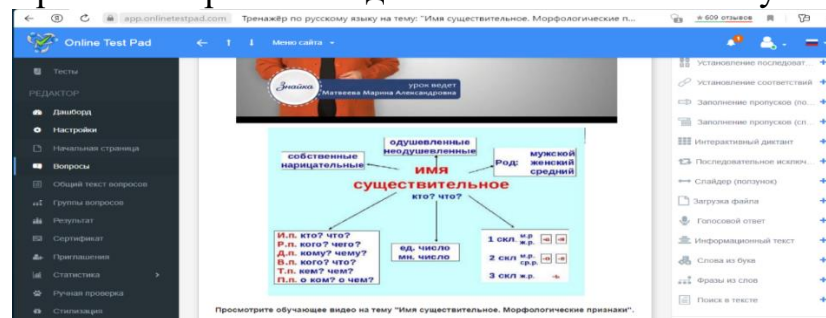 app.onlinetestpad.com Тренажёр по русскому языку на тему: "Имя существительное. Морфологические п... ★ 609 отзывов
Online Test Pad
Меню сайта
Тесты
РЕДАКТОР
Дашборд
Настройки
Начальная страница
Вопросы
Общий текст вопросов
Группы вопросов
Результат
Сертификат
Приглашения
Статистика
Ручная проверка
Стилизация
Знайка
урок ведет
Матвеева Марина Александровна
собственные
нарицательные
одушевленные
неодушевленные
Род:
мужской
женский
средний
ИМЯ
существительное
кто? что?
И.п. кто? что?
Р.п. кого? чего?
Д.п. кому? чему?
В.п. кого? что?
Т.п. кем? чем?
П.п. о ком? о чем?
ед. число
мн. число
1 скл. м.р. ж.р. -а -я
2 скл м.р. ср.р.
3 скл ж.р. -ь
Просмотрите обучающее видео на тему "Имя существительное. Морфологические признаки".
Установление последоват...
Установление соответствий
Заполнение пропусков (по...
Заполнение пропусков (сп...
Интерактивный диктант
Последовательное исключ...
Слайдер (ползунок)
Загрузка файла
Голосовой ответ
Информационный текст
Слова из букв
Фразы из слов
Поиск в тексте